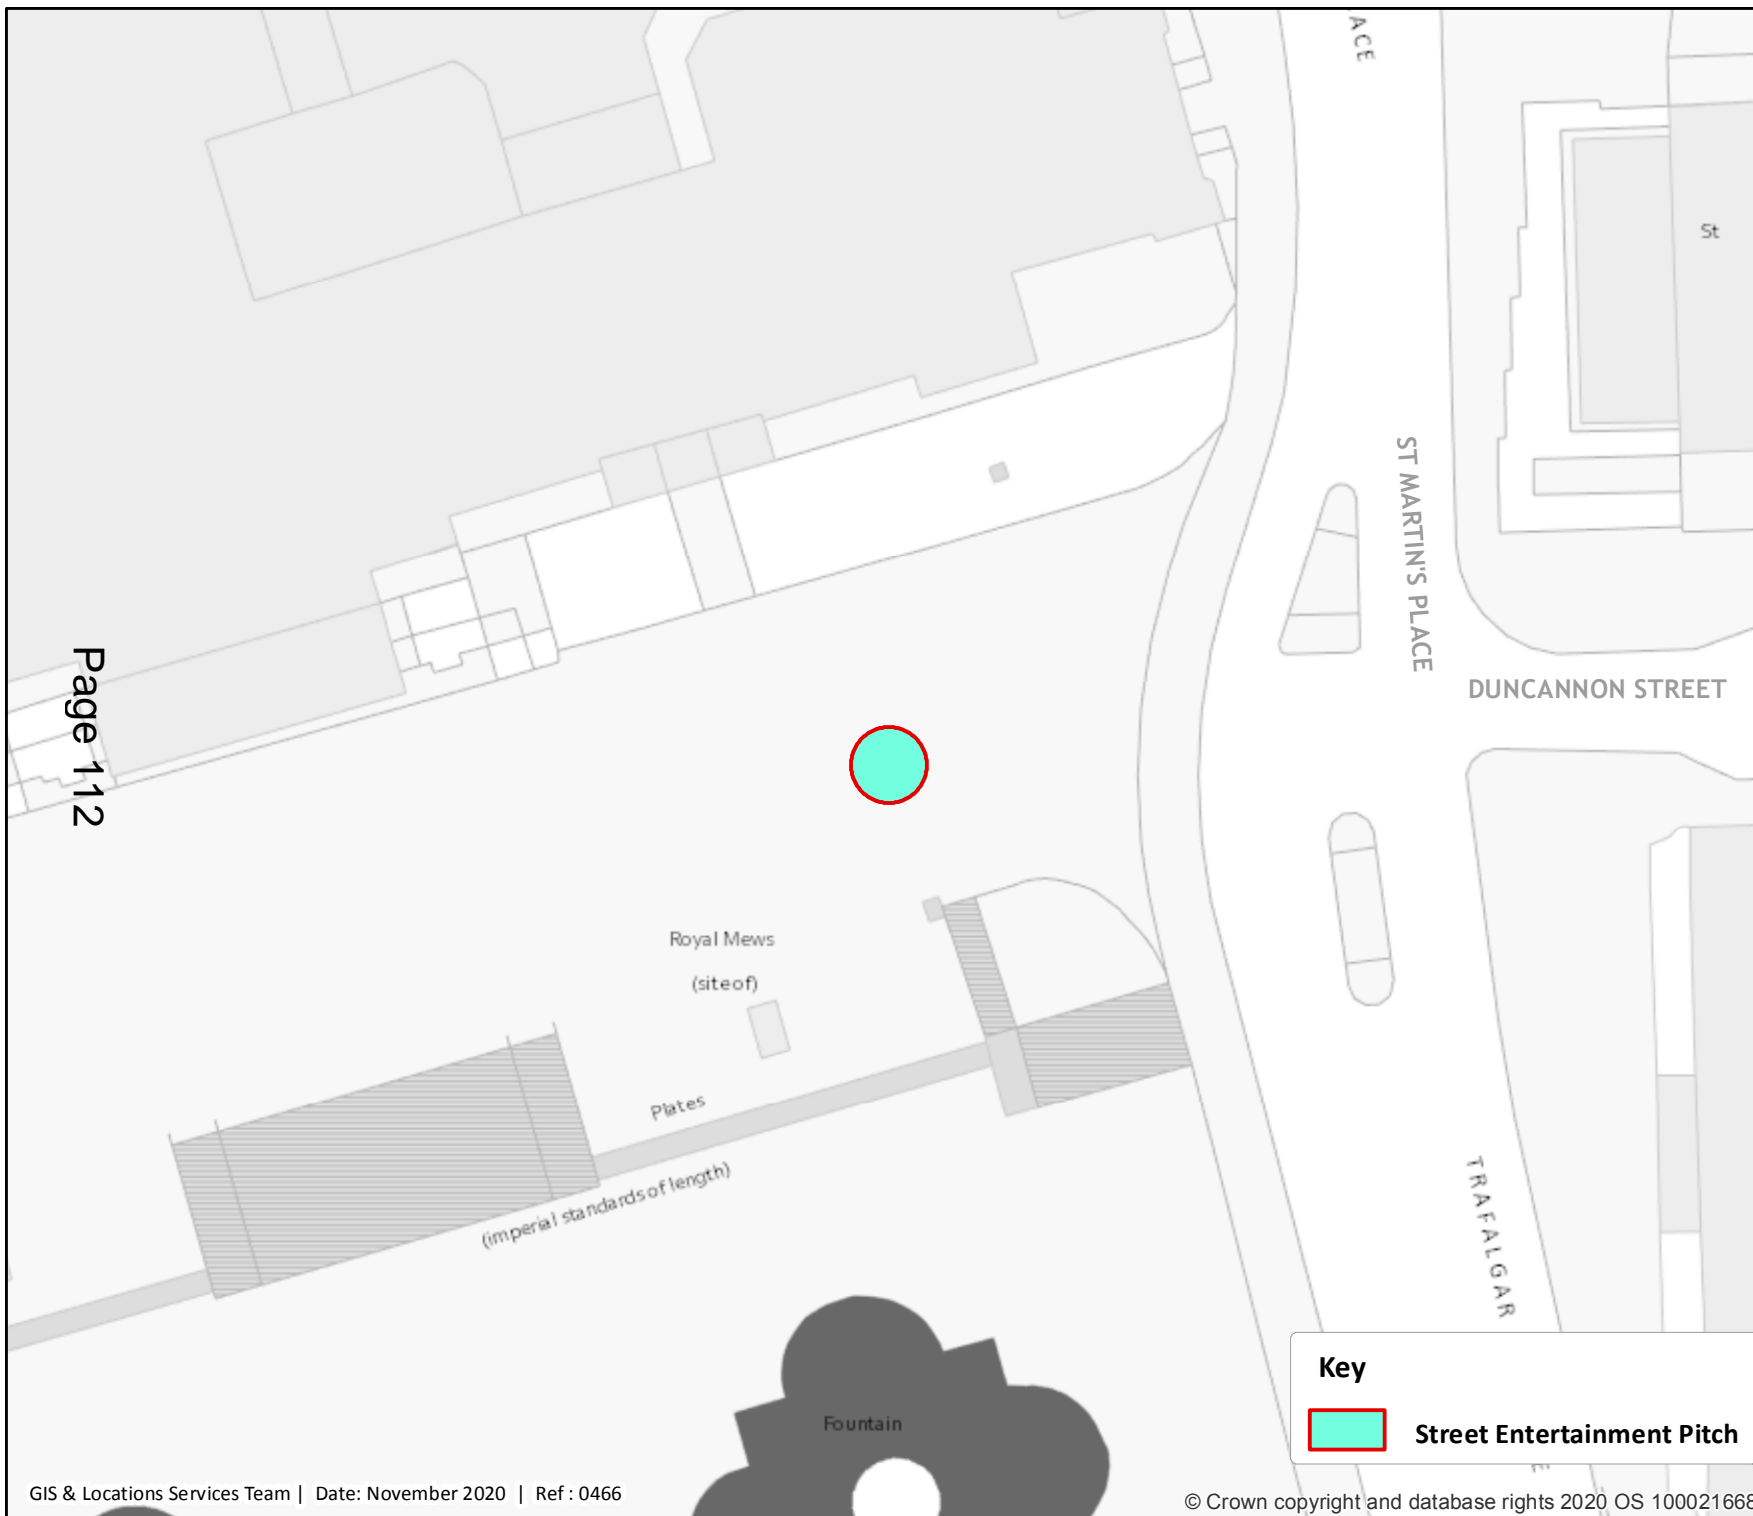 ACE
St
ST MARTIN'S PLACE
DUNCANNON STREET
Page 112
Royal Mews
(site of)
Plates
(imperial standards of length)
TRAFALGAR
Fountain
Key
Street Entertainment Pitch
E
GIS & Locations Services Team | Date: November 2020 | Ref : 0466
© Crown copyright and database rights 2020 OS 100021668